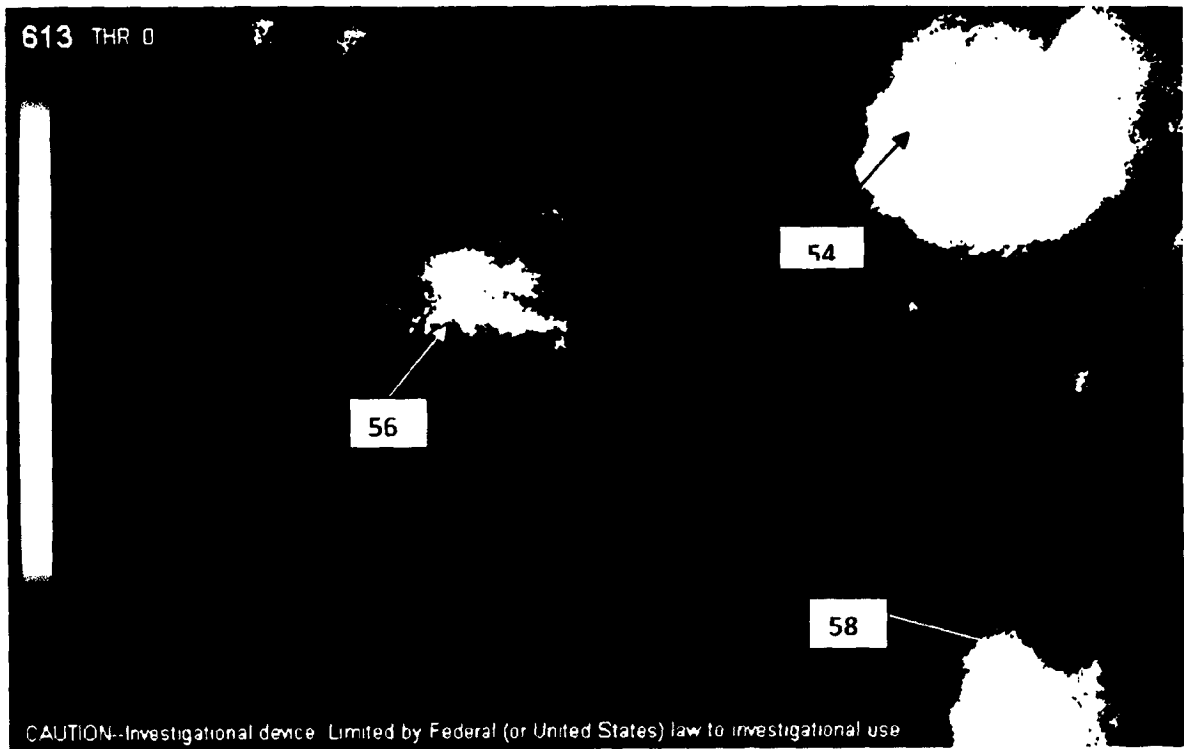 613 THR 0
54
56
58
CAUTION--Investigational device Limited by Federal (or United States) law to investigational use